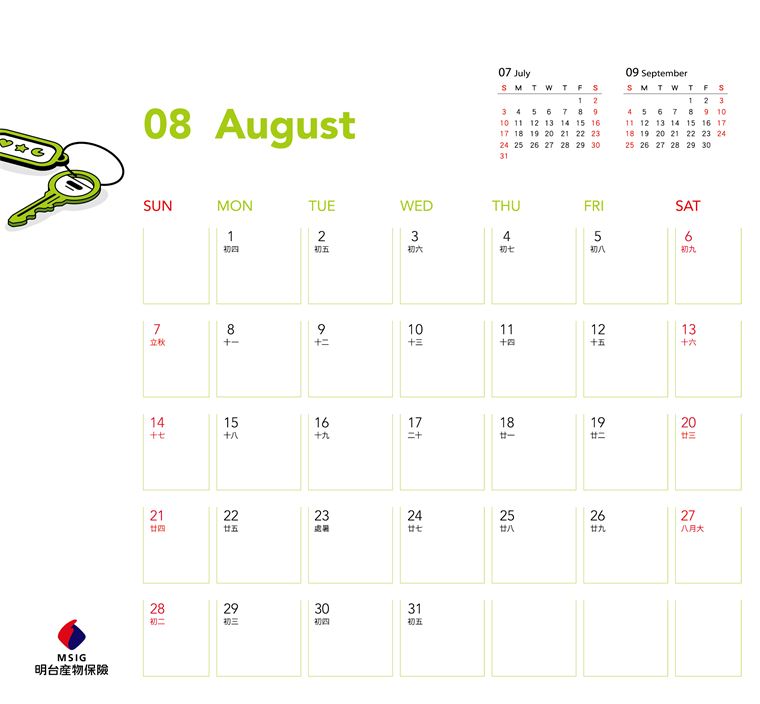 07 July
S M T W T F S
1 2
3 4 5 6 7 8 9
10 11 12 13 14 15 16
17 18 19 20 21 22 23
24 25 26 27 28 29 30
31
09 September
S M T W T F S
1 2 3
4 5 6 7 8 9 10
11 12 13 14 15 16 17
18 19 20 21 22 23 24
25 26 27 28 29 30
08 August
SUN MON TUE WED THU FRI SAT
1 2 3 4 5 6
初四 初五 初六 初七 初八 初九
7 8 9 10 11 12 13
立秋 十一 十二 十三 十四 十五 十六
14 15 16 17 18 19 20
十七 十八 十九 二十 廿一 廿二 廿三
21 22 23 24 25 26 27
廿四 廿五 處暑 廿七 廿八 廿九 八月大
28 29 30 31
初二 初三 初四 初五
MSIG
明台產物保險